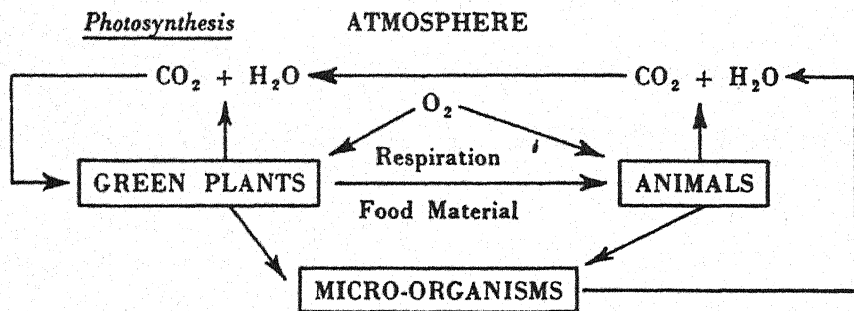 Photosynthesis ATMOSPHERE
CO₂ + H₂O CO₂ + H₂O
O₂
Respiration
GREEN PLANTS ANIMALS
Food Material
MICRO-ORGANISMS